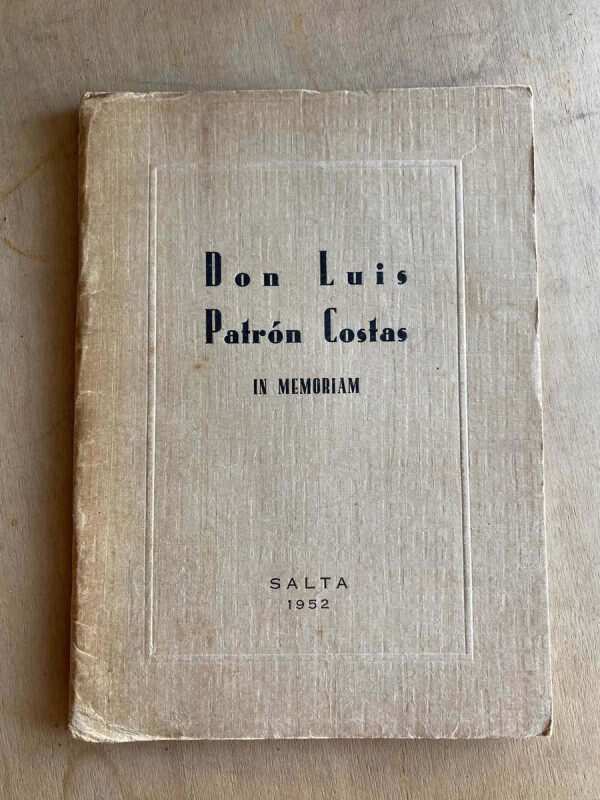 Don Luis
Patrón Costas
IN MEMORIAM
SALTA
1952